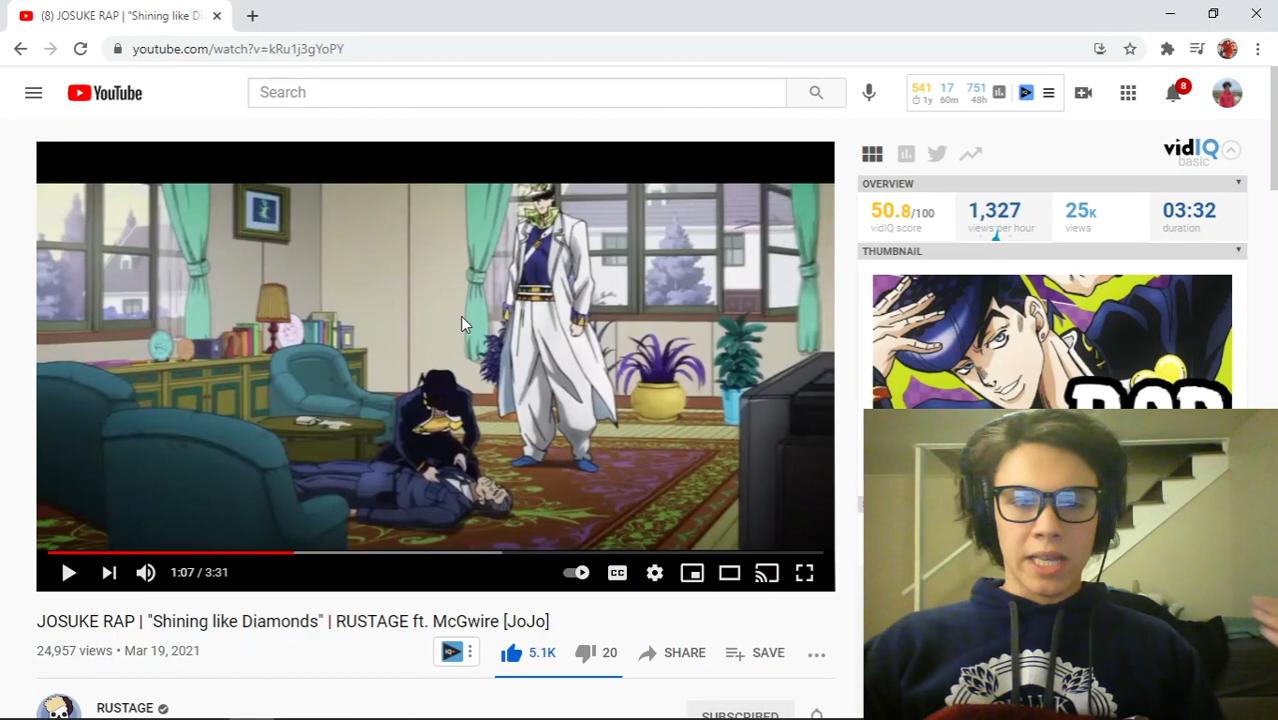 (8) JOSUKE RAP | "Shining like Di
youtube.com/watch?v=kRu1j3gYoPY
YouTube
Search
541 17 751
1y 60m 48h
8
vidIQ
basic
OVERVIEW
50.8/100 1,327 25K 03:32
vidIQ score views per hour views duration
THUMBNAIL
1:07 / 3:31
CC
JOSUKE RAP | "Shining like Diamonds" | RUSTAGE ft. McGwire [JoJo]
24,957 views • Mar 19, 2021
5.1K 20 SHARE SAVE
RUSTAGE
SUBSCRIBED